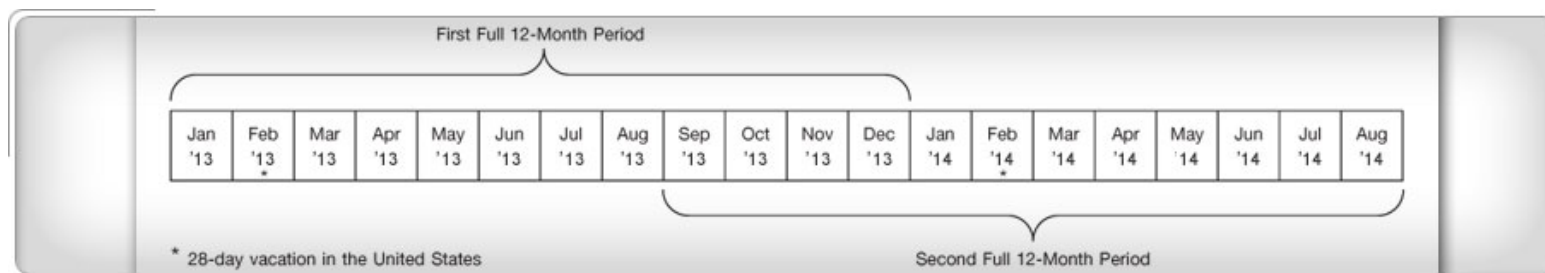 First Full 12-Month Period
Jan Feb Mar Apr May Jun Jul Aug Sep Oct Nov Dec Jan Feb Mar Apr May Jun Jul Aug
'13 '13 '13 '13 '13 '13 '13 '13 '13 '13 '13 '13 '14 '14 '14 '14 '14 '14 '14 '14
* *
* 28-day vacation in the United States Second Full 12-Month Period